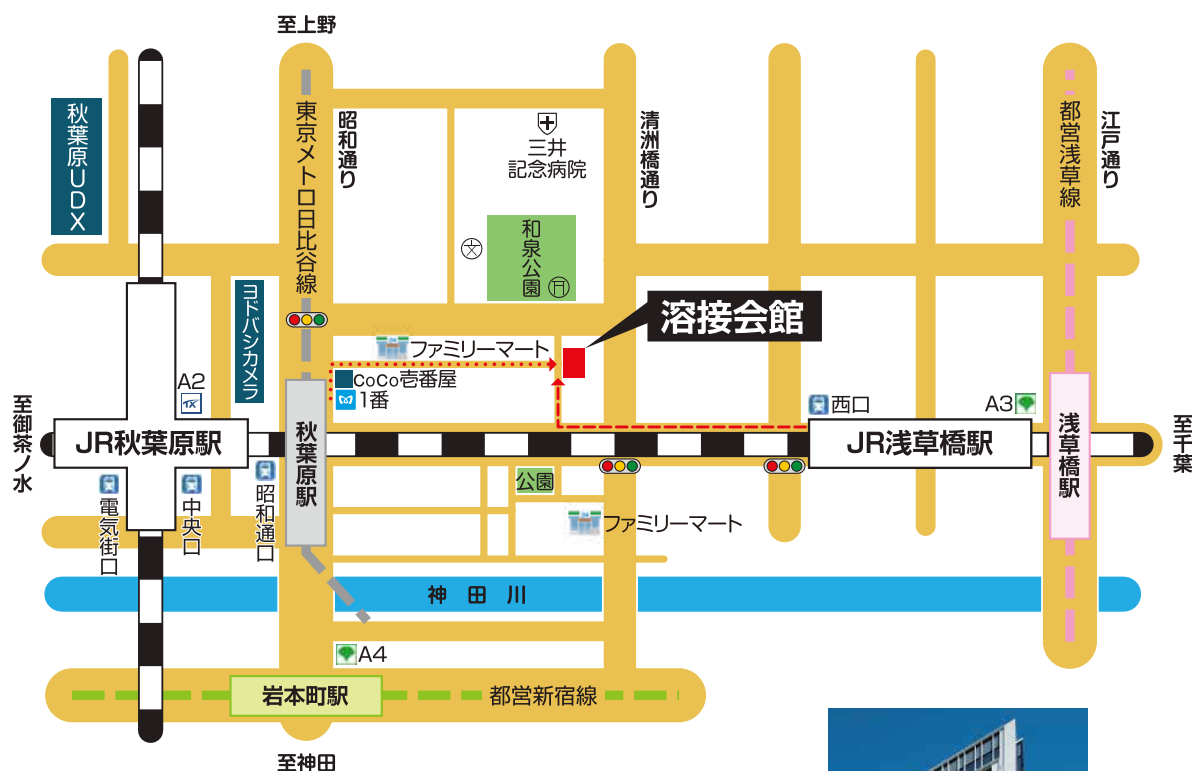 至上野
秋葉原UDX
東京メトロ日比谷線
昭和通り
三井
記念病院
清洲橋通り
都営浅草線
江戸通り
文
和泉公園
ヨドバシカメラ
溶接会館
ファミリーマート
CoCo壱番屋
1番
A2
TX
西口
A3
至御茶ノ水
JR秋葉原駅
秋葉原駅
JR浅草橋駅
浅草橋駅
至千葉
電気街口
中央口
昭和通口
公園
ファミリーマート
神田川
A4
岩本町駅
都営新宿線
至神田